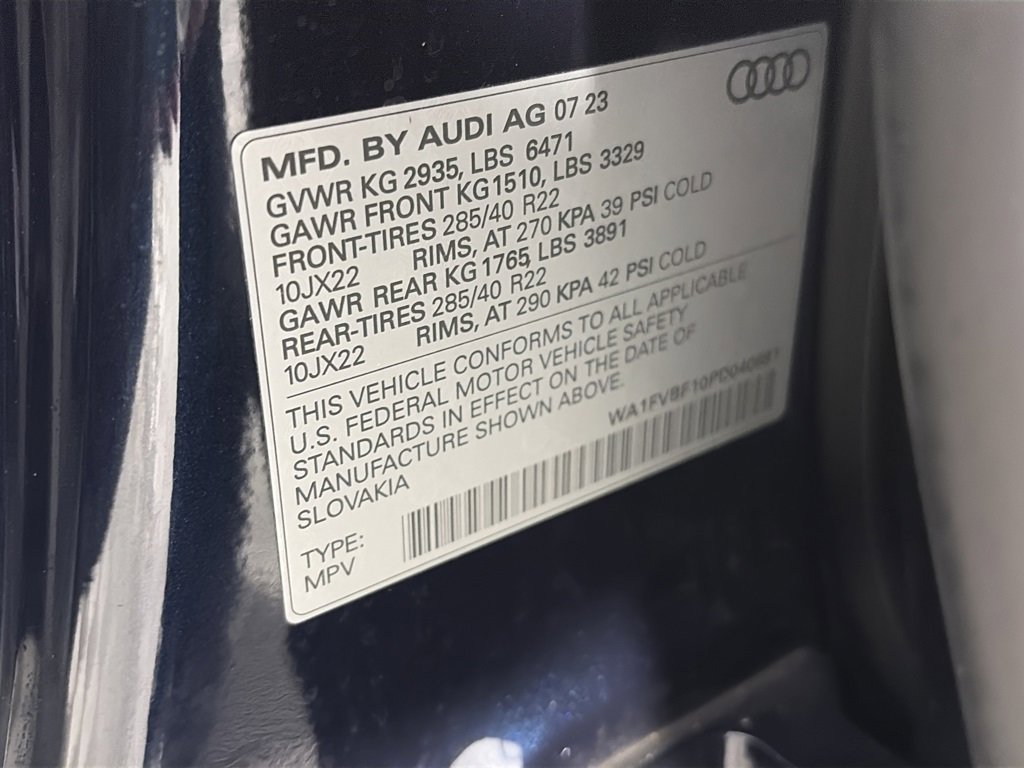 MFD. BY AUDI AG 07 23
GVWR KG 2935, LBS 6471
GAWR FRONT KG 1510, LBS 3329
FRONT-TIRES 285/40 R22
10JX22 RIMS, AT 270 KPA 39 PSI COLD
GAWR REAR KG 1765, LBS 3891
REAR-TIRES 285/40 R22
10JX22 RIMS, AT 290 KPA 42 PSI COLD
THIS VEHICLE CONFORMS TO ALL APPLICABLE
U.S. FEDERAL MOTOR VEHICLE SAFETY
STANDARDS IN EFFECT ON THE DATE OF
MANUFACTURE SHOWN ABOVE.
SLOVAKIA
TYPE:
MPV